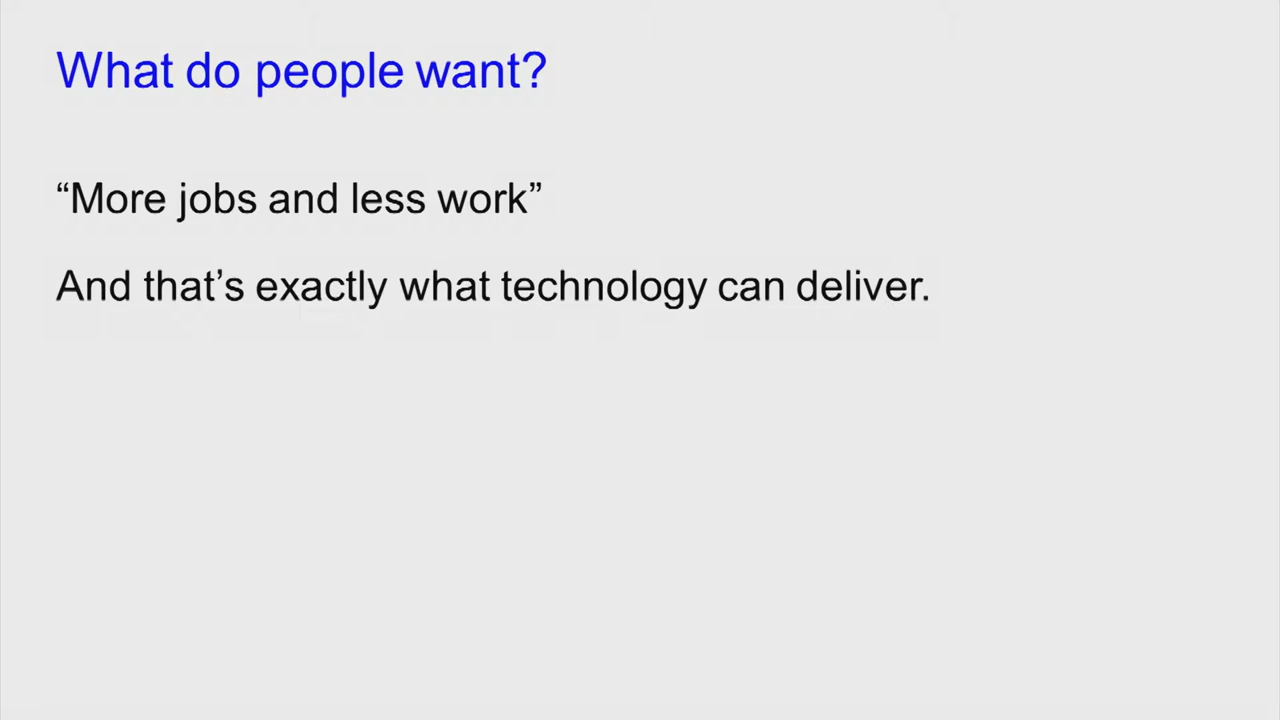 What do people want?
“More jobs and less work”
And that’s exactly what technology can deliver.